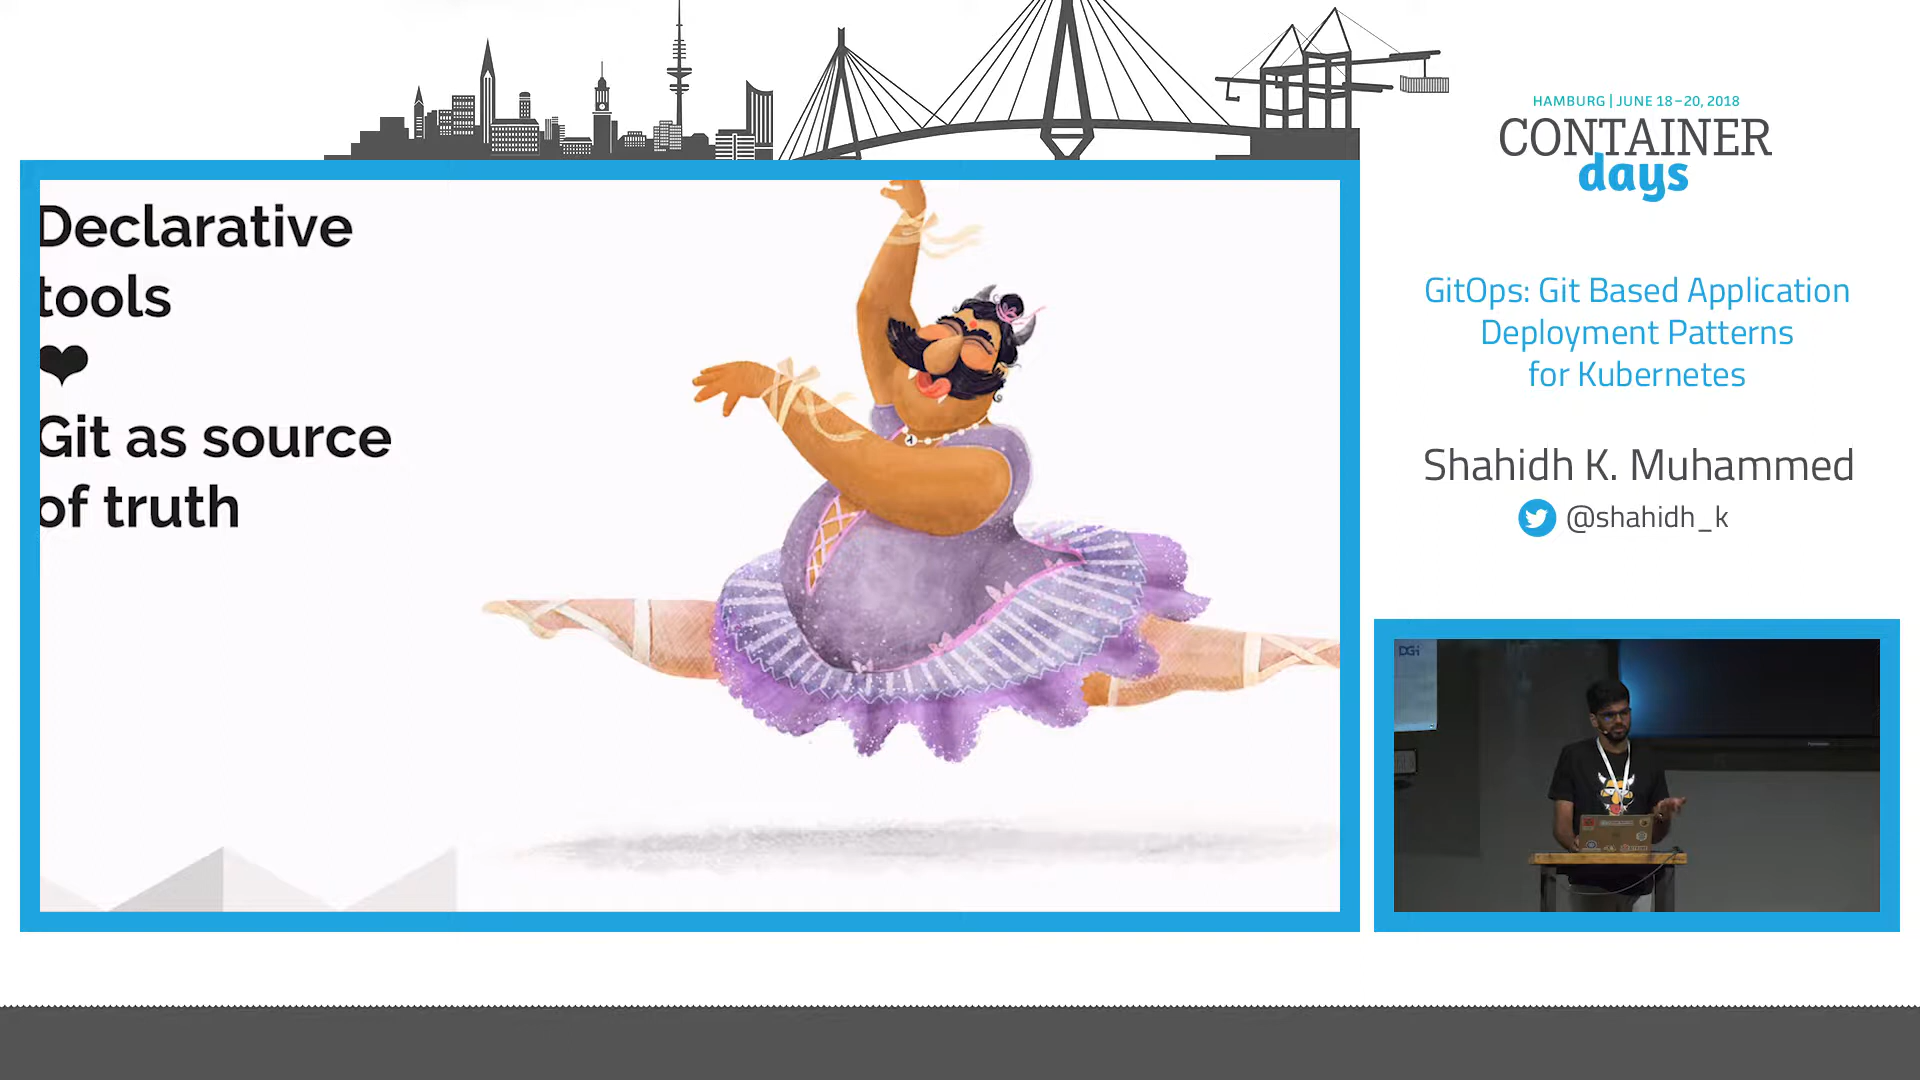 HAMBURG | JUNE 18–20, 2018
CONTAINER
days
Declarative
tools
❤
Git as source
of truth
GitOps: Git Based Application
Deployment Patterns
for Kubernetes
Shahidh K. Muhammed
@shahidh_k
DGi